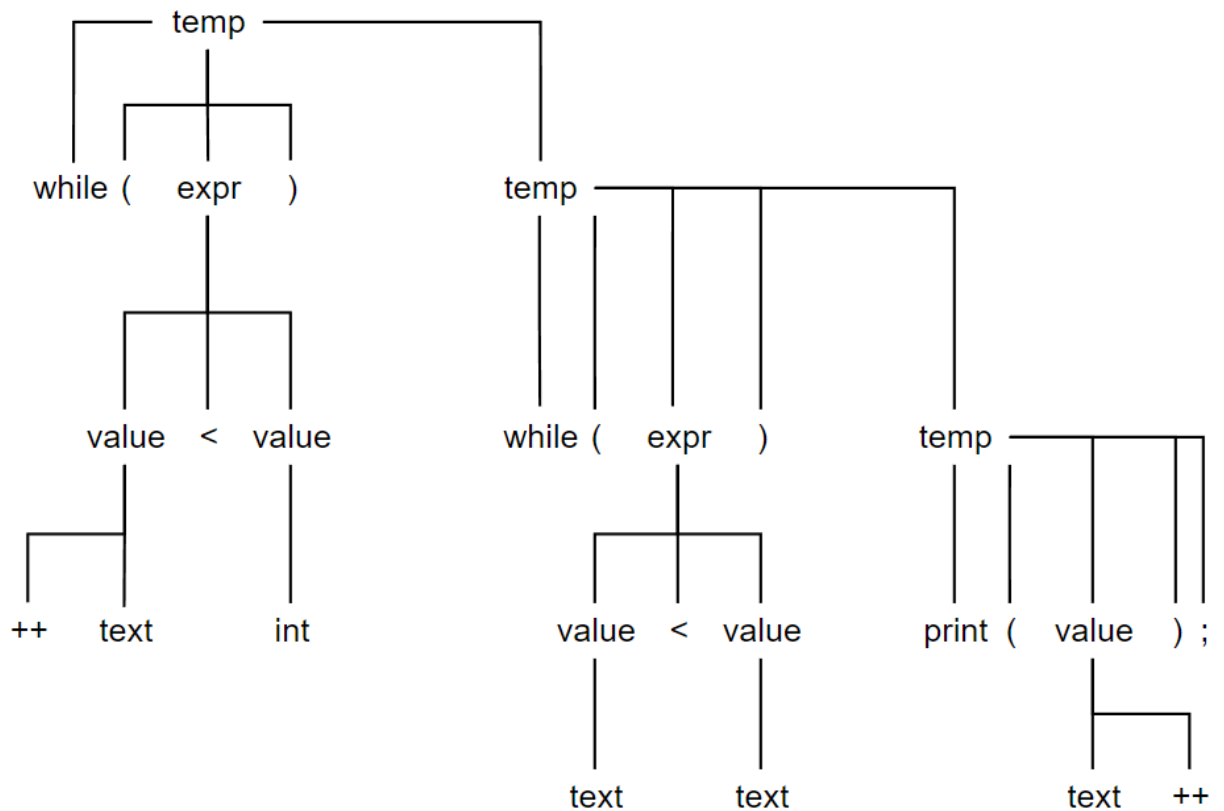 temp
while ( expr ) temp
value < value while ( expr ) temp
++ text int value < value print ( value ) ;
text text text ++